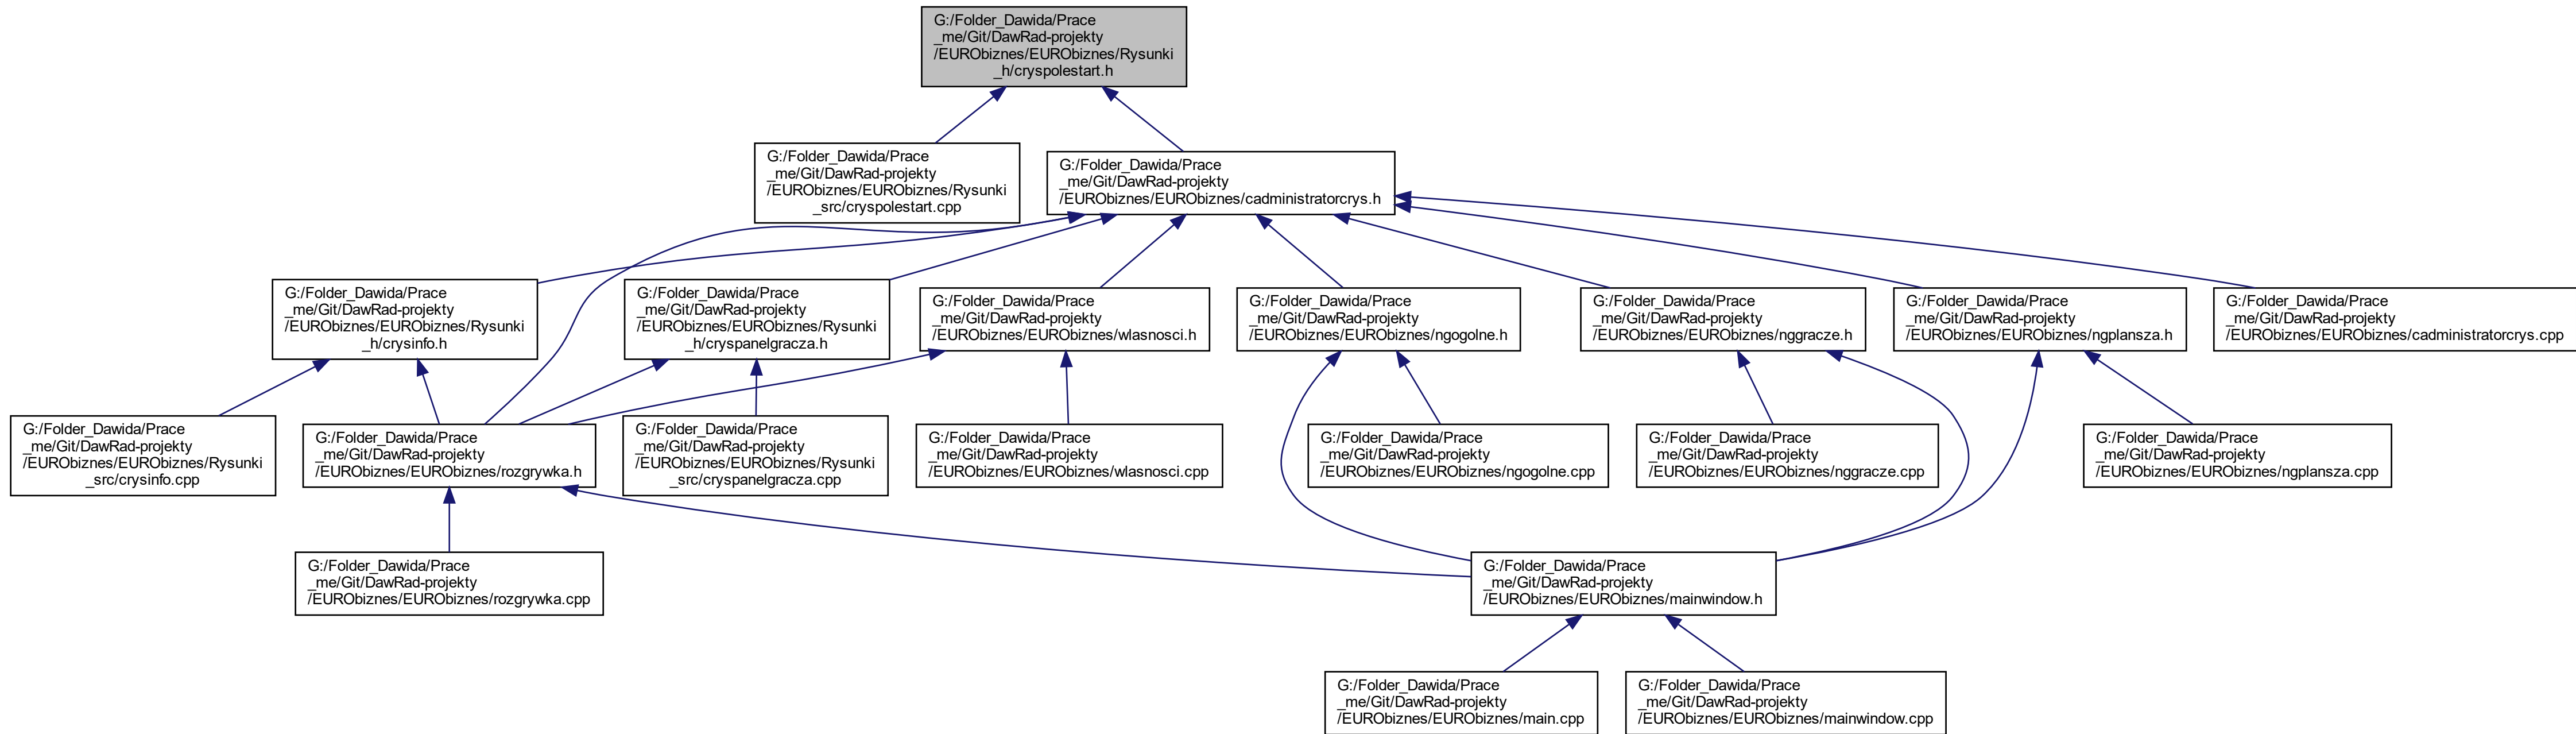 G:/Folder_Dawida/Prace
_me/Git/DawRad-projekty
/EURObiznes/EURObiznes/Rysunki
_h/cryspolestart.h
G:/Folder_Dawida/Prace
_me/Git/DawRad-projekty
/EURObiznes/EURObiznes/Rysunki
_src/cryspolestart.cpp
G:/Folder_Dawida/Prace
_me/Git/DawRad-projekty
/EURObiznes/EURObiznes/cadministratorcrys.h
G:/Folder_Dawida/Prace
_me/Git/DawRad-projekty
/EURObiznes/EURObiznes/Rysunki
_h/crysinfo.h
G:/Folder_Dawida/Prace
_me/Git/DawRad-projekty
/EURObiznes/EURObiznes/Rysunki
_h/cryspanelgracza.h
G:/Folder_Dawida/Prace
_me/Git/DawRad-projekty
/EURObiznes/EURObiznes/wlasnosci.h
G:/Folder_Dawida/Prace
_me/Git/DawRad-projekty
/EURObiznes/EURObiznes/ngogolne.h
G:/Folder_Dawida/Prace
_me/Git/DawRad-projekty
/EURObiznes/EURObiznes/nggracze.h
G:/Folder_Dawida/Prace
_me/Git/DawRad-projekty
/EURObiznes/EURObiznes/ngplansza.h
G:/Folder_Dawida/Prace
_me/Git/DawRad-projekty
/EURObiznes/EURObiznes/cadministratorcrys.cpp
G:/Folder_Dawida/Prace
_me/Git/DawRad-projekty
/EURObiznes/EURObiznes/Rysunki
_src/crysinfo.cpp
G:/Folder_Dawida/Prace
_me/Git/DawRad-projekty
/EURObiznes/EURObiznes/rozgrywka.h
G:/Folder_Dawida/Prace
_me/Git/DawRad-projekty
/EURObiznes/EURObiznes/Rysunki
_src/cryspanelgracza.cpp
G:/Folder_Dawida/Prace
_me/Git/DawRad-projekty
/EURObiznes/EURObiznes/wlasnosci.cpp
G:/Folder_Dawida/Prace
_me/Git/DawRad-projekty
/EURObiznes/EURObiznes/ngogolne.cpp
G:/Folder_Dawida/Prace
_me/Git/DawRad-projekty
/EURObiznes/EURObiznes/nggracze.cpp
G:/Folder_Dawida/Prace
_me/Git/DawRad-projekty
/EURObiznes/EURObiznes/ngplansza.cpp
G:/Folder_Dawida/Prace
_me/Git/DawRad-projekty
/EURObiznes/EURObiznes/rozgrywka.cpp
G:/Folder_Dawida/Prace
_me/Git/DawRad-projekty
/EURObiznes/EURObiznes/mainwindow.h
G:/Folder_Dawida/Prace
_me/Git/DawRad-projekty
/EURObiznes/EURObiznes/main.cpp
G:/Folder_Dawida/Prace
_me/Git/DawRad-projekty
/EURObiznes/EURObiznes/mainwindow.cpp